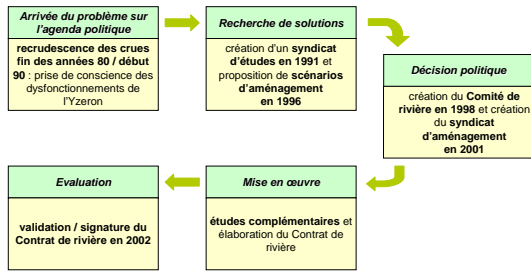 Arrivée du problème sur
l'agenda politique
recrudescence des crues
fin des années 80 / début
90 : prise de conscience des
dysfonctionnements de
l'Yzeron
Recherche de solutions
création d'un syndicat
d'études en 1991 et
proposition de scénarios
d'aménagement
en 1996
Décision politique
création du Comité de
rivière en 1998 et création
du syndicat
d'aménagement
en 2001
Mise en œuvre
études complémentaires et
élaboration du Contrat de
rivière
Evaluation
validation / signature du
Contrat de rivière en 2002